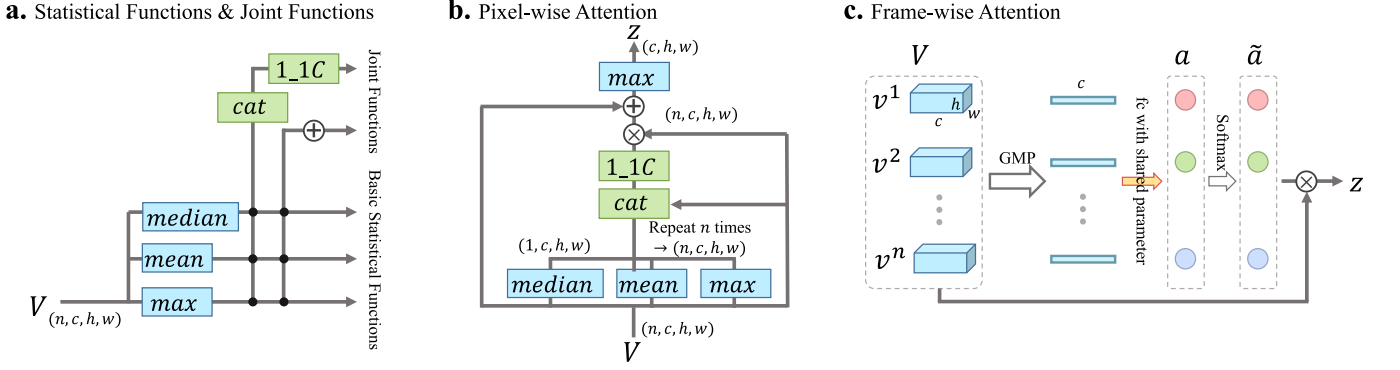 a. Statistical Functions & Joint Functions
1_1C
cat
Joint Functions
median
mean
max
Basic Statistical Functions
V (n, c, h, w)
b. Pixel-wise Attention
z
(c, h, w)
max
(n, c, h, w)
1_1C
cat
Repeat n times
(1, c, h, w)
→ (n, c, h, w)
median
mean
max
(n, c, h, w)
V
c. Frame-wise Attention
V
v¹
h
w
c
v²
vⁿ
GMP
c
fc with shared parameter
a
Softmax
ã
z